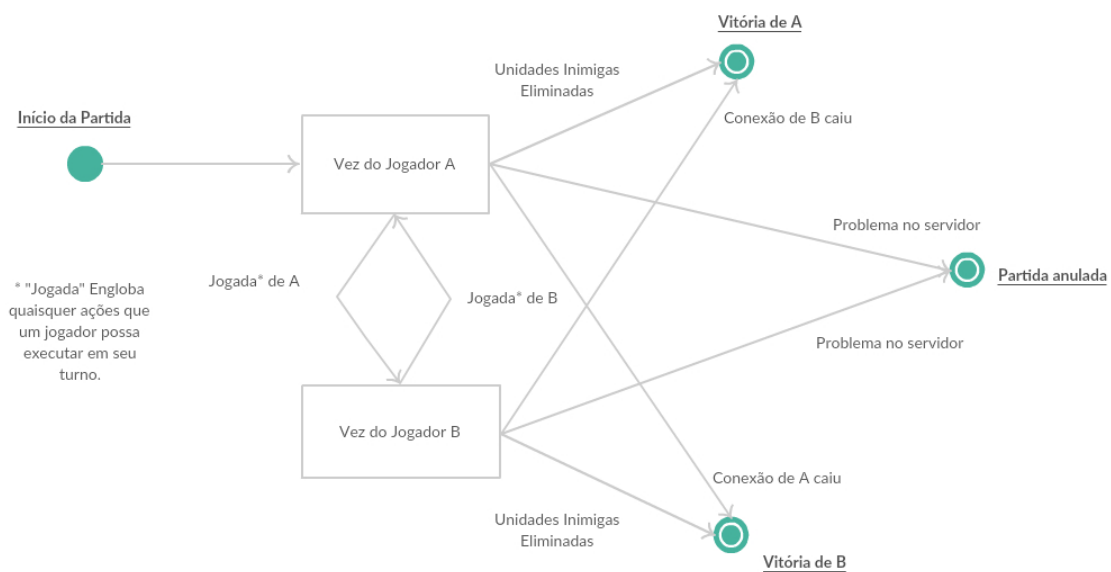 Vitória de A
Unidades Inimigas
Eliminadas
Início da Partida
Conexão de B caiu
Vez do Jogador A
Problema no servidor
Jogada* de A
Partida anulada
* "Jogada" Engloba
quaisquer ações que
um jogador possa
executar em seu
turno.
Jogada* de B
Problema no servidor
Vez do Jogador B
Conexão de A caiu
Unidades Inimigas
Eliminadas
Vitória de B